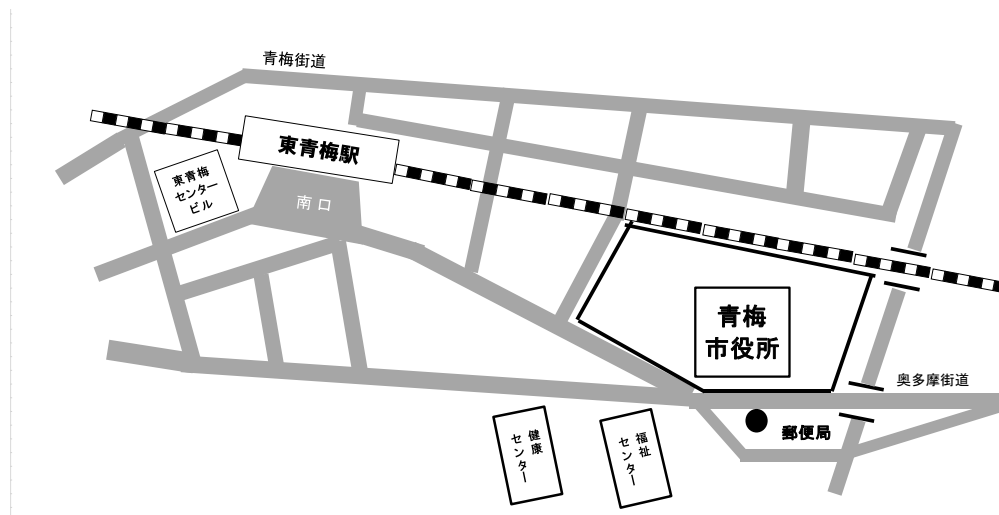 青梅街道
東青梅駅
東青梅
センター
ビル
南口
青梅
市役所
奥多摩街道
郵便局
健康
センター
福祉
センター